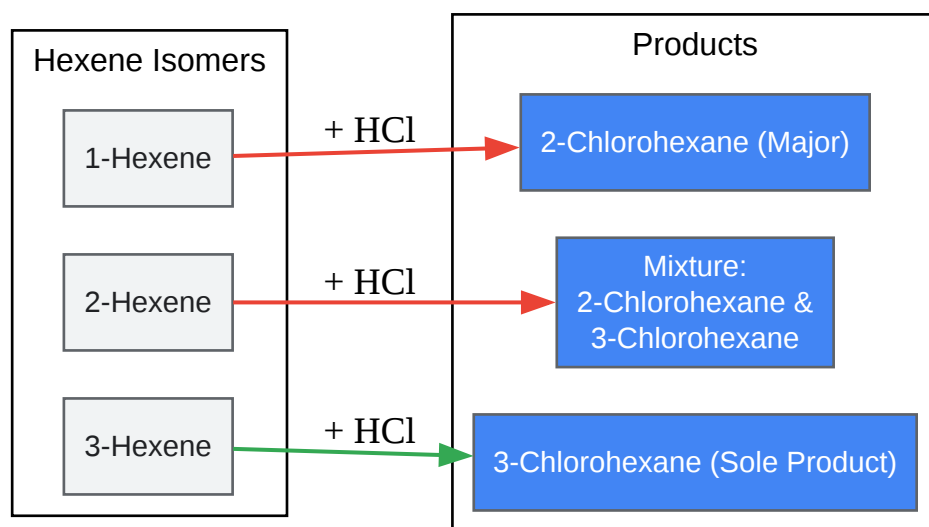 Hexene Isomers
Products
1-Hexene
+ HCl
2-Chlorohexane (Major)
2-Hexene
+ HCl
Mixture:
2-Chlorohexane &
3-Chlorohexane
3-Hexene
+ HCl
3-Chlorohexane (Sole Product)